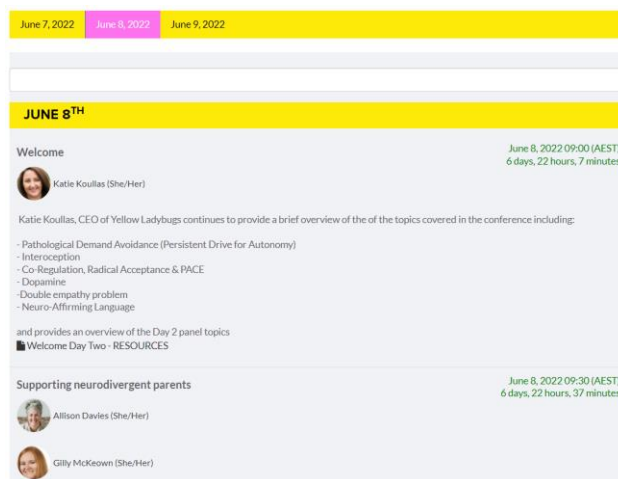 June 7, 2022 June 8, 2022 June 9, 2022
JUNE 8TH
Welcome
June 8, 2022 09:00 (AEST)
6 days, 22 hours, 7 minutes
Katie Koullas (She/Her)
Katie Koullas, CEO of Yellow Ladybugs continues to provide a brief overview of the of the topics covered in the conference including:
- Pathological Demand Avoidance (Persistent Drive for Autonomy)
- Interoception
- Co-Regulation, Radical Acceptance & PACE
- Dopamine
-Double empathy problem
- Neuro-Affirming Language
and provides an overview of the Day 2 panel topics
Welcome Day Two - RESOURCES
Supporting neurodivergent parents
June 8, 2022 09:30 (AEST)
6 days, 22 hours, 37 minutes
Allison Davies (She/Her)
Gilly McKeown (She/Her)